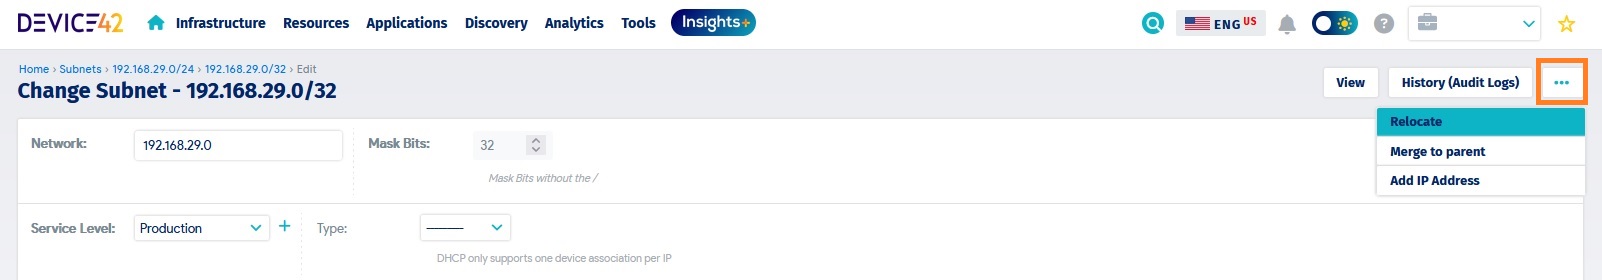 DEVICE42 Infrastructure Resources Applications Discovery Analytics Tools Insights+ ENG US ?
Home › Subnets › 192.168.29.0/24 › 192.168.29.0/32 › Edit
Change Subnet - 192.168.29.0/32 View History (Audit Logs) •••
Relocate
Network: 192.168.29.0 Mask Bits: 32
Merge to parent
Mask Bits without the /
Add IP Address
Service Level: Production + Type: ---------
DHCP only supports one device association per IP